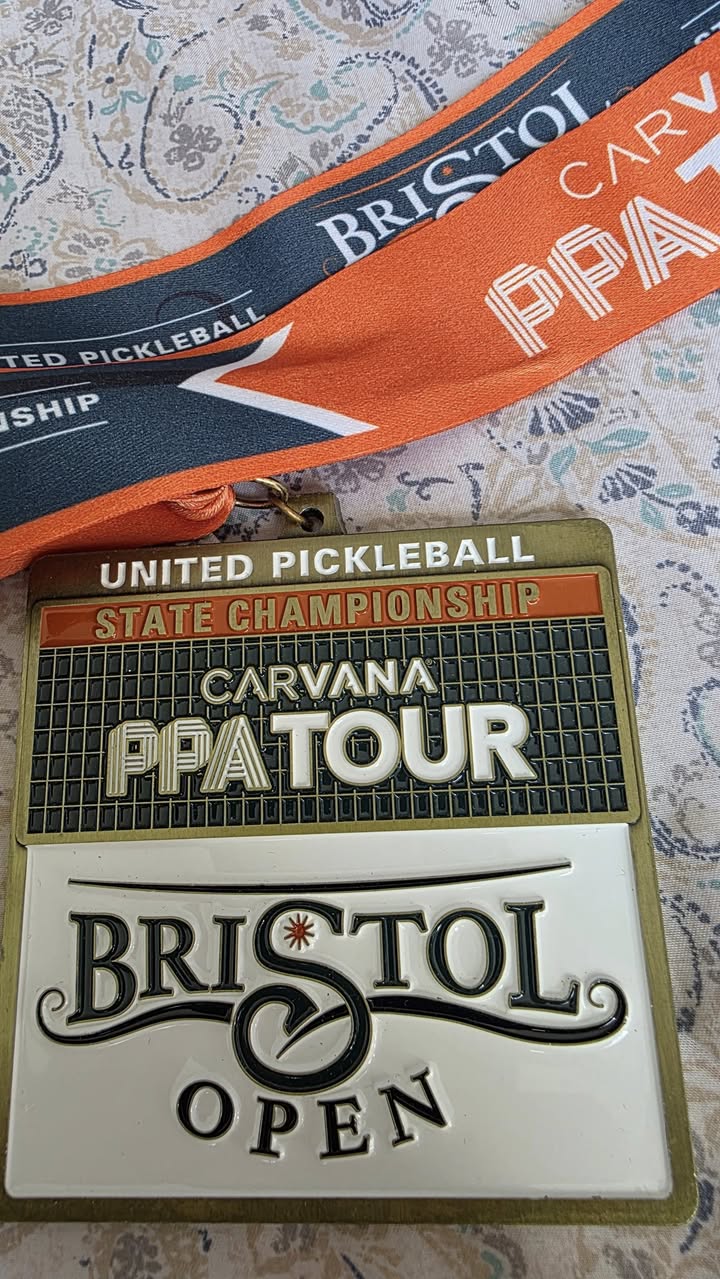 BRISTOL
CARV
PPA T
TED PICKLEBALL
NSHIP
UNITED PICKLEBALL
STATE CHAMPIONSHIP
CARVANA
PPA TOUR
BRISTOL
OPEN